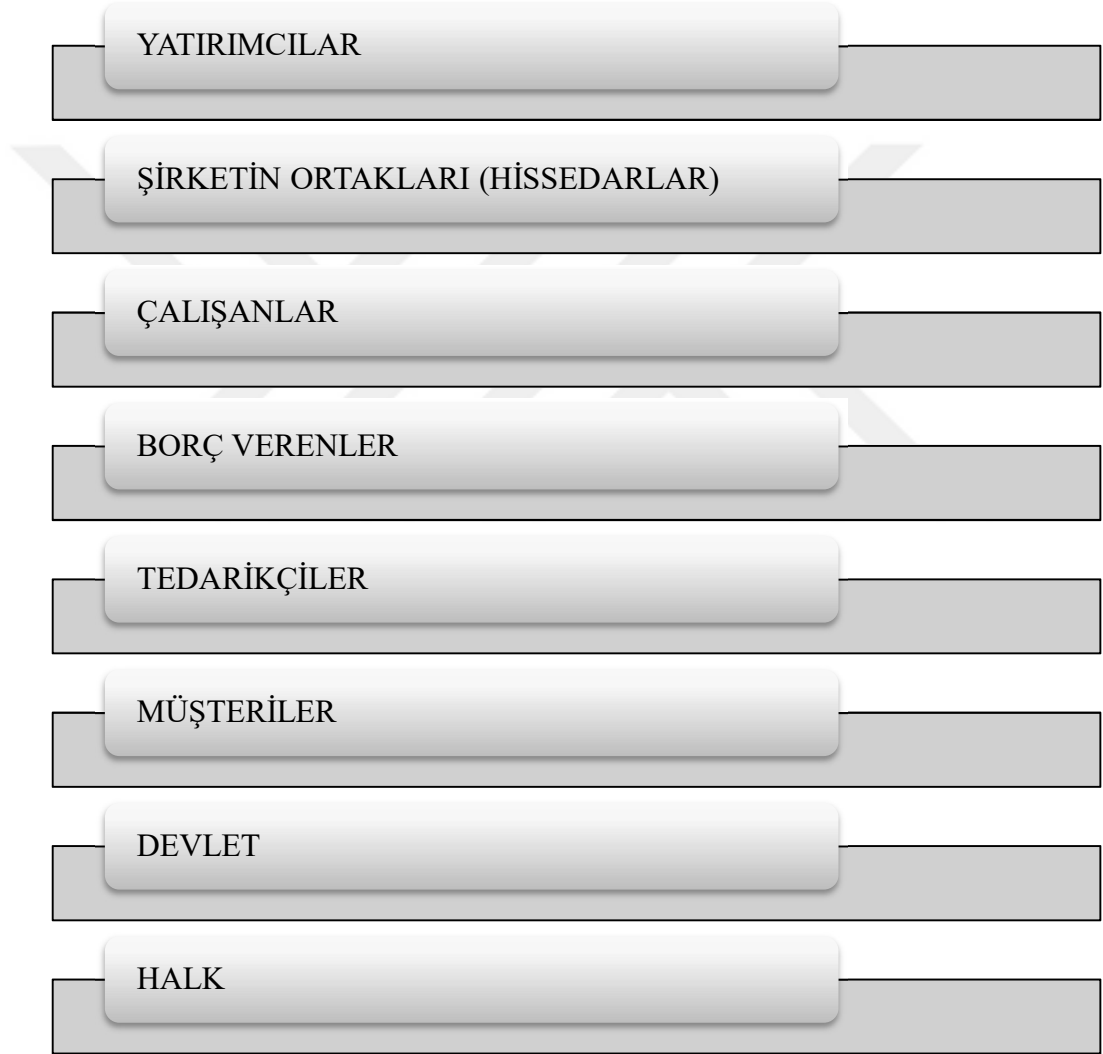 YATIRIMCILAR
ŞİRKETİN ORTAKLARI (HİSSEDARLAR)
ÇALIŞANLAR
BORÇ VERENLER
TEDARİKÇİLER
MÜŞTERİLER
DEVLET
HALK